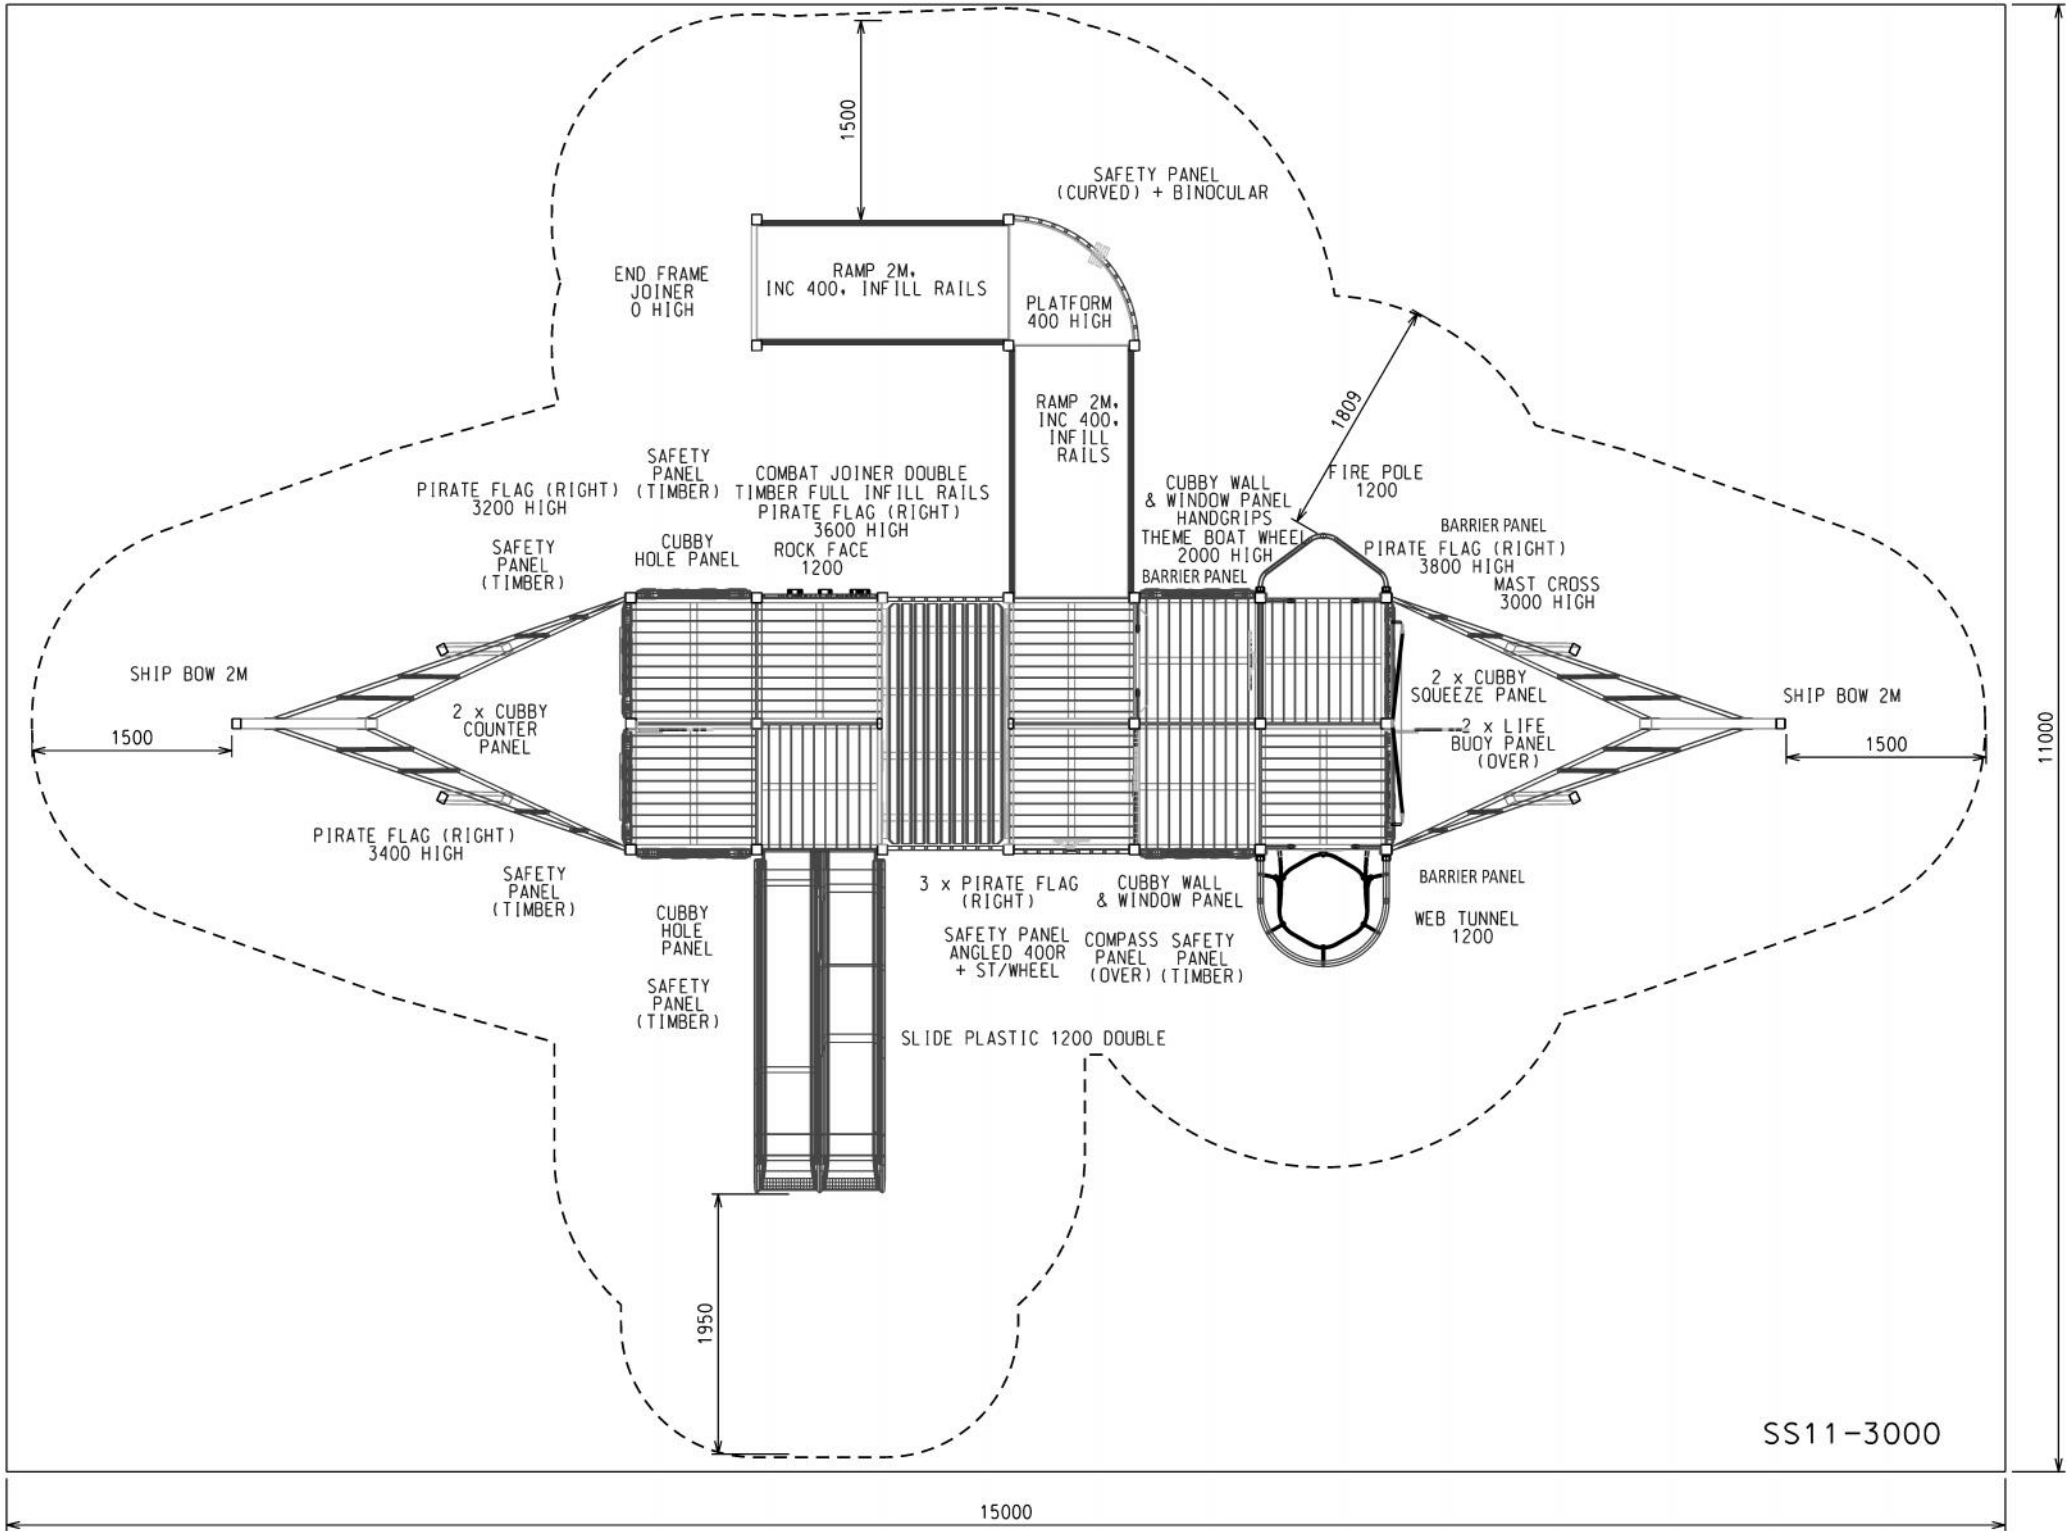 1500
SAFETY PANEL
(CURVED) + BINOCULAR
END FRAME
JOINER
0 HIGH
RAMP 2M,
INC 400, INFILL RAILS
PLATFORM
400 HIGH
1809
RAMP 2M,
INC 400,
INFILL
RAILS
PIRATE FLAG (RIGHT)
3200 HIGH
SAFETY
PANEL
(TIMBER)
COMBAT JOINER DOUBLE
TIMBER FULL INFILL RAILS
PIRATE FLAG (RIGHT)
3600 HIGH
ROCK FACE
1200
CUBBY WALL
& WINDOW PANEL
HANDGRIPS
THEME BOAT WHEEL
2000 HIGH
BARRIER PANEL
FIRE POLE
1200
BARRIER PANEL
PIRATE FLAG (RIGHT)
3800 HIGH
MAST CROSS
3000 HIGH
SAFETY
PANEL
(TIMBER)
CUBBY
HOLE PANEL
SHIP BOW 2M
1500
2 x CUBBY
COUNTER
PANEL
2 x CUBBY
SQUEEZE PANEL
2 x LIFE
BUOY PANEL
(OVER)
SHIP BOW 2M
1500
11000
PIRATE FLAG (RIGHT)
3400 HIGH
SAFETY
PANEL
(TIMBER)
CUBBY
HOLE
PANEL
SAFETY
PANEL
(TIMBER)
3 x PIRATE FLAG
(RIGHT)
CUBBY WALL
& WINDOW PANEL
SAFETY PANEL
ANGLED 400R
+ ST/WHEEL
COMPASS
PANEL
(OVER)
SAFETY
PANEL
(TIMBER)
BARRIER PANEL
WEB TUNNEL
1200
SLIDE PLASTIC 1200 DOUBLE
1950
SS11-3000
15000